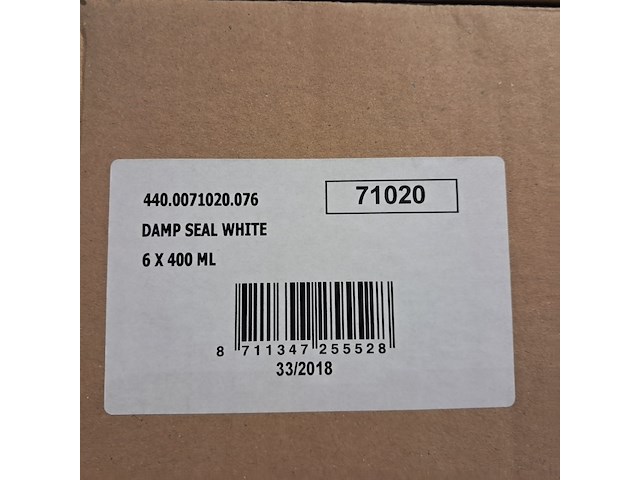 440.0071020.076 71020
DAMP SEAL WHITE
6 X 400 ML
8 711347 255528
33/2018